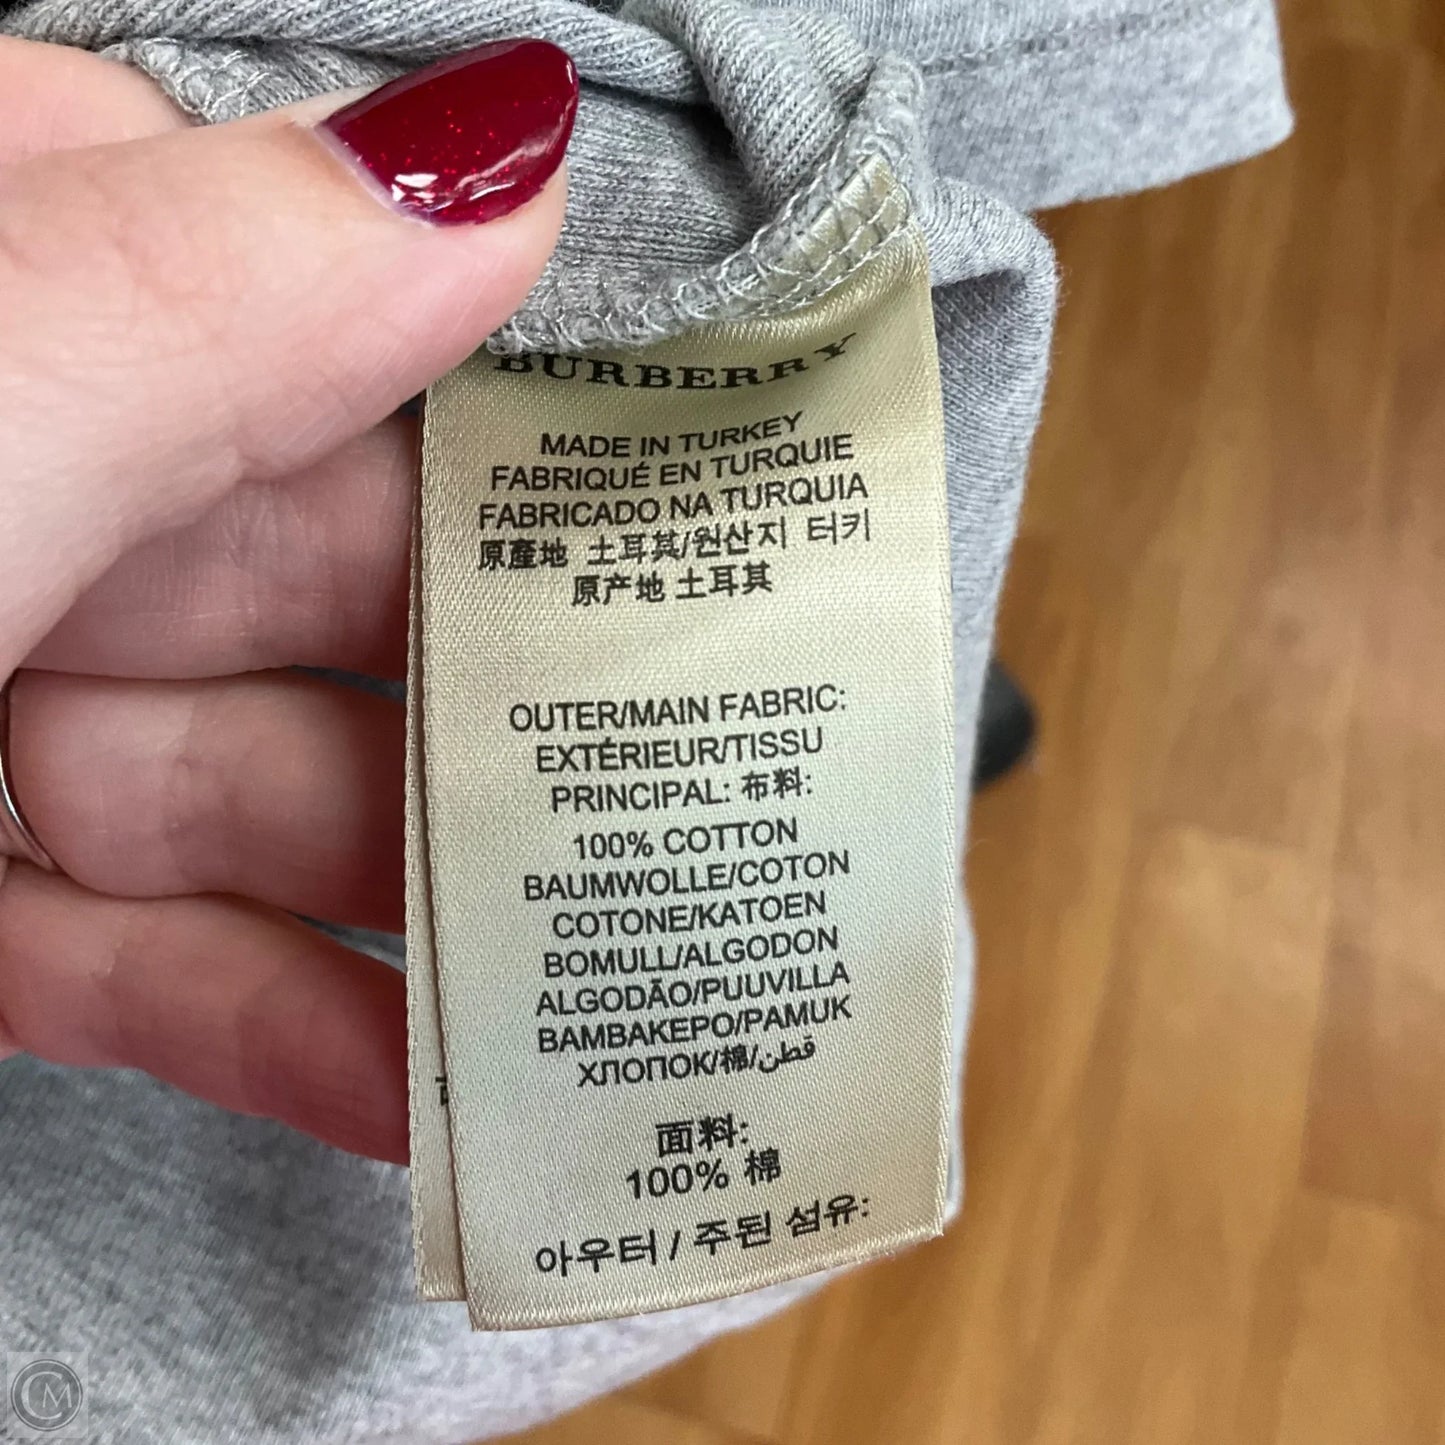 BURBERRY
MADE IN TURKEY
FABRIQUÉ EN TURQUIE
FABRICADO NA TURQUIA
原產地 土耳其/원산지 터키
原产地 土耳其
OUTER/MAIN FABRIC:
EXTÉRIEUR/TISSU
PRINCIPAL: 布料:
100% COTTON
BAUMWOLLE/COTON
COTONE/KATOEN
BOMULL/ALGODON
ALGODÃO/PUUVILLA
BAMBAKEPO/PAMUK
ХЛОПОК/棉/قطن
面料:
100% 棉
아우터 / 주된 섬유:
CM